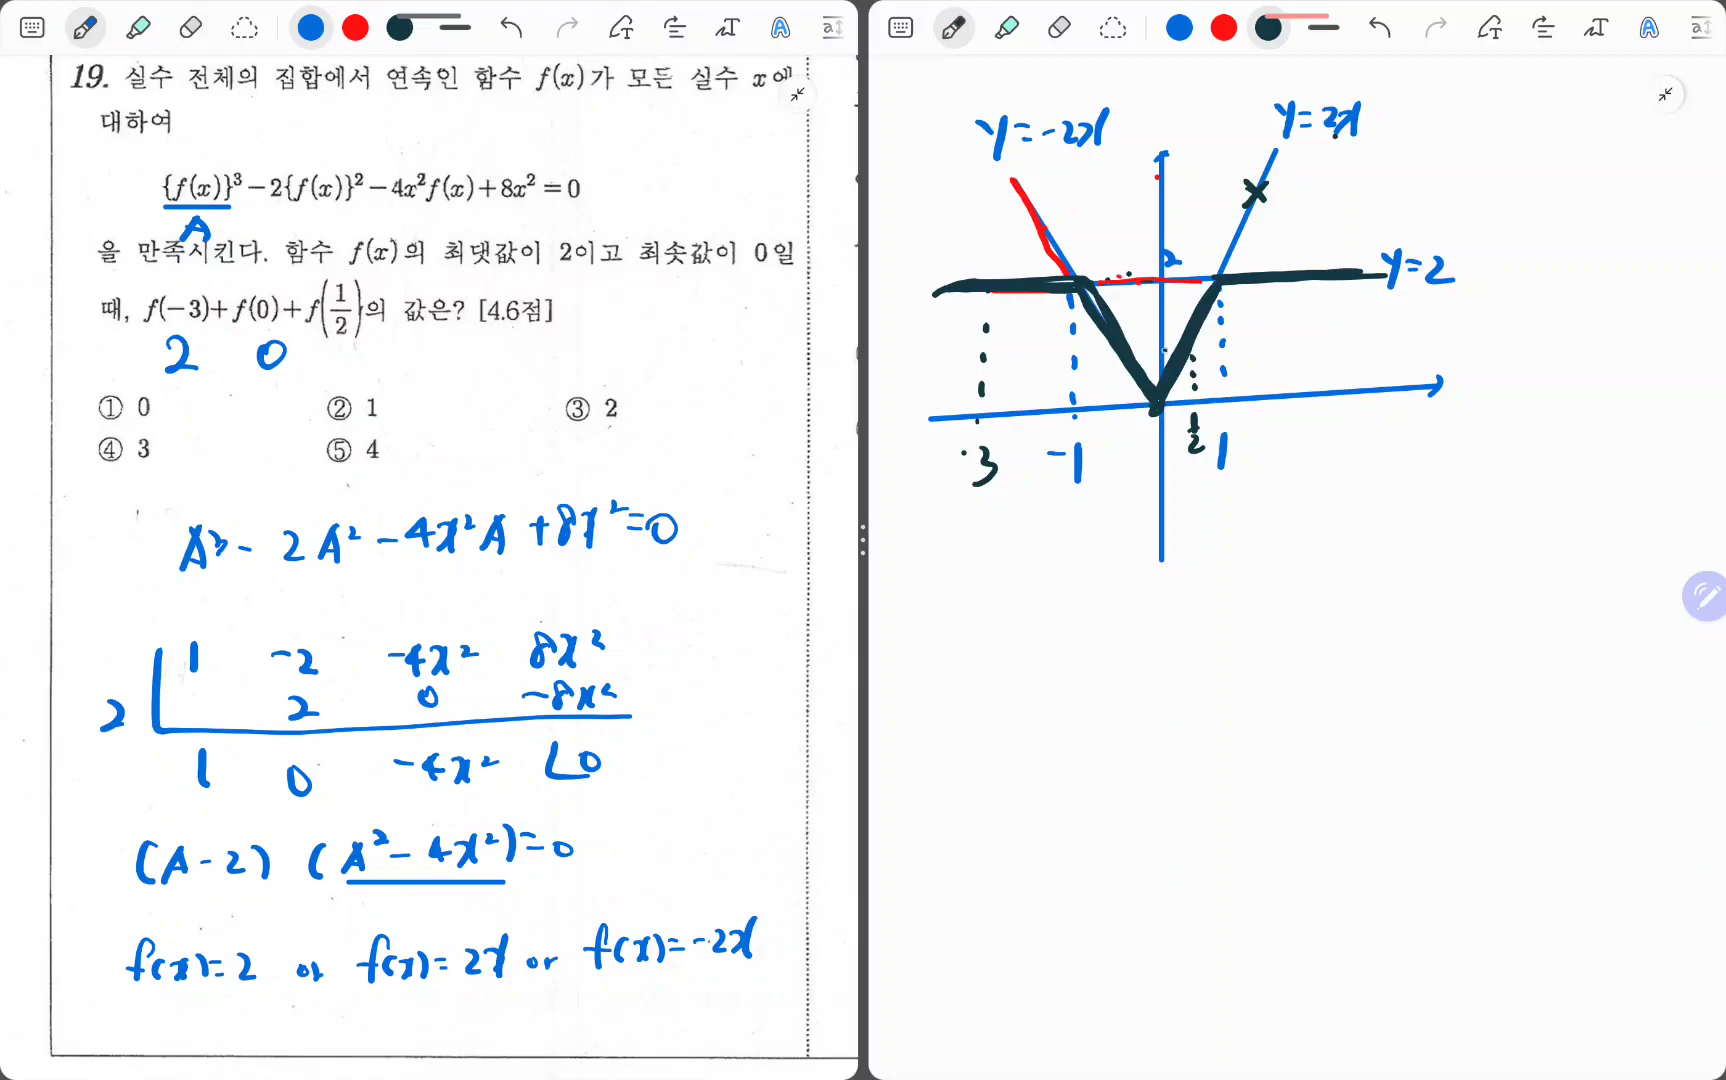 19. 실수 전체의 집합에서 연속인 함수 f(x)가 모든 실수 x에
대하여
{f(x)}³-2{f(x)}²-4x²f(x)+8x²=0
A
을 만족시킨다. 함수 f(x)의 최댓값이 2이고 최솟값이 0일
때, f(-3)+f(0)+f(1/2)의 값은? [4.6점]
2 0
① 0 ② 1 ③ 2
④ 3 ⑤ 4
A³- 2A²-4x²A+8x²=0
1 -2 -4x² 8x²
2 2 0 -8x²
1 0 -4x² 0
(A-2) (A²-4x²)=0
f(x)=2 or f(x)=2x or f(x)=-2x
y=-2x y=2x
2
y=2
-3 -1 1/2 1